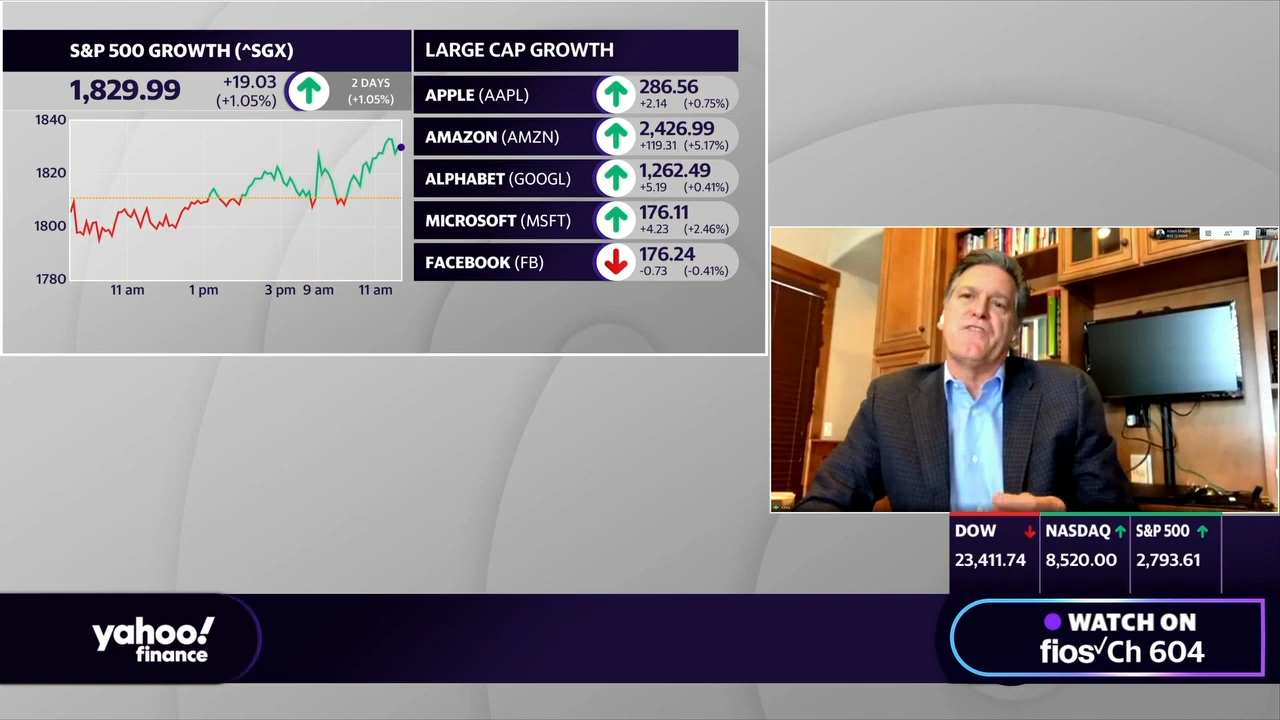 S&P 500 GROWTH (^SGX)
1,829.99
+19.03
(+1.05%)
2 DAYS
(+1.05%)
1840
1820
1800
1780
11 am
1 pm
3 pm
9 am
11 am
LARGE CAP GROWTH
APPLE (AAPL)
286.56
+2.14 (+0.75%)
AMAZON (AMZN)
2,426.99
+119.31 (+5.17%)
ALPHABET (GOOGL)
1,262.49
+5.19 (+0.41%)
MICROSOFT (MSFT)
176.11
+4.23 (+2.46%)
FACEBOOK (FB)
176.24
-0.73 (-0.41%)
DOW
23,411.74
NASDAQ
8,520.00
S&P 500
2,793.61
yahoo!
finance
WATCH ON
fios✓Ch 604